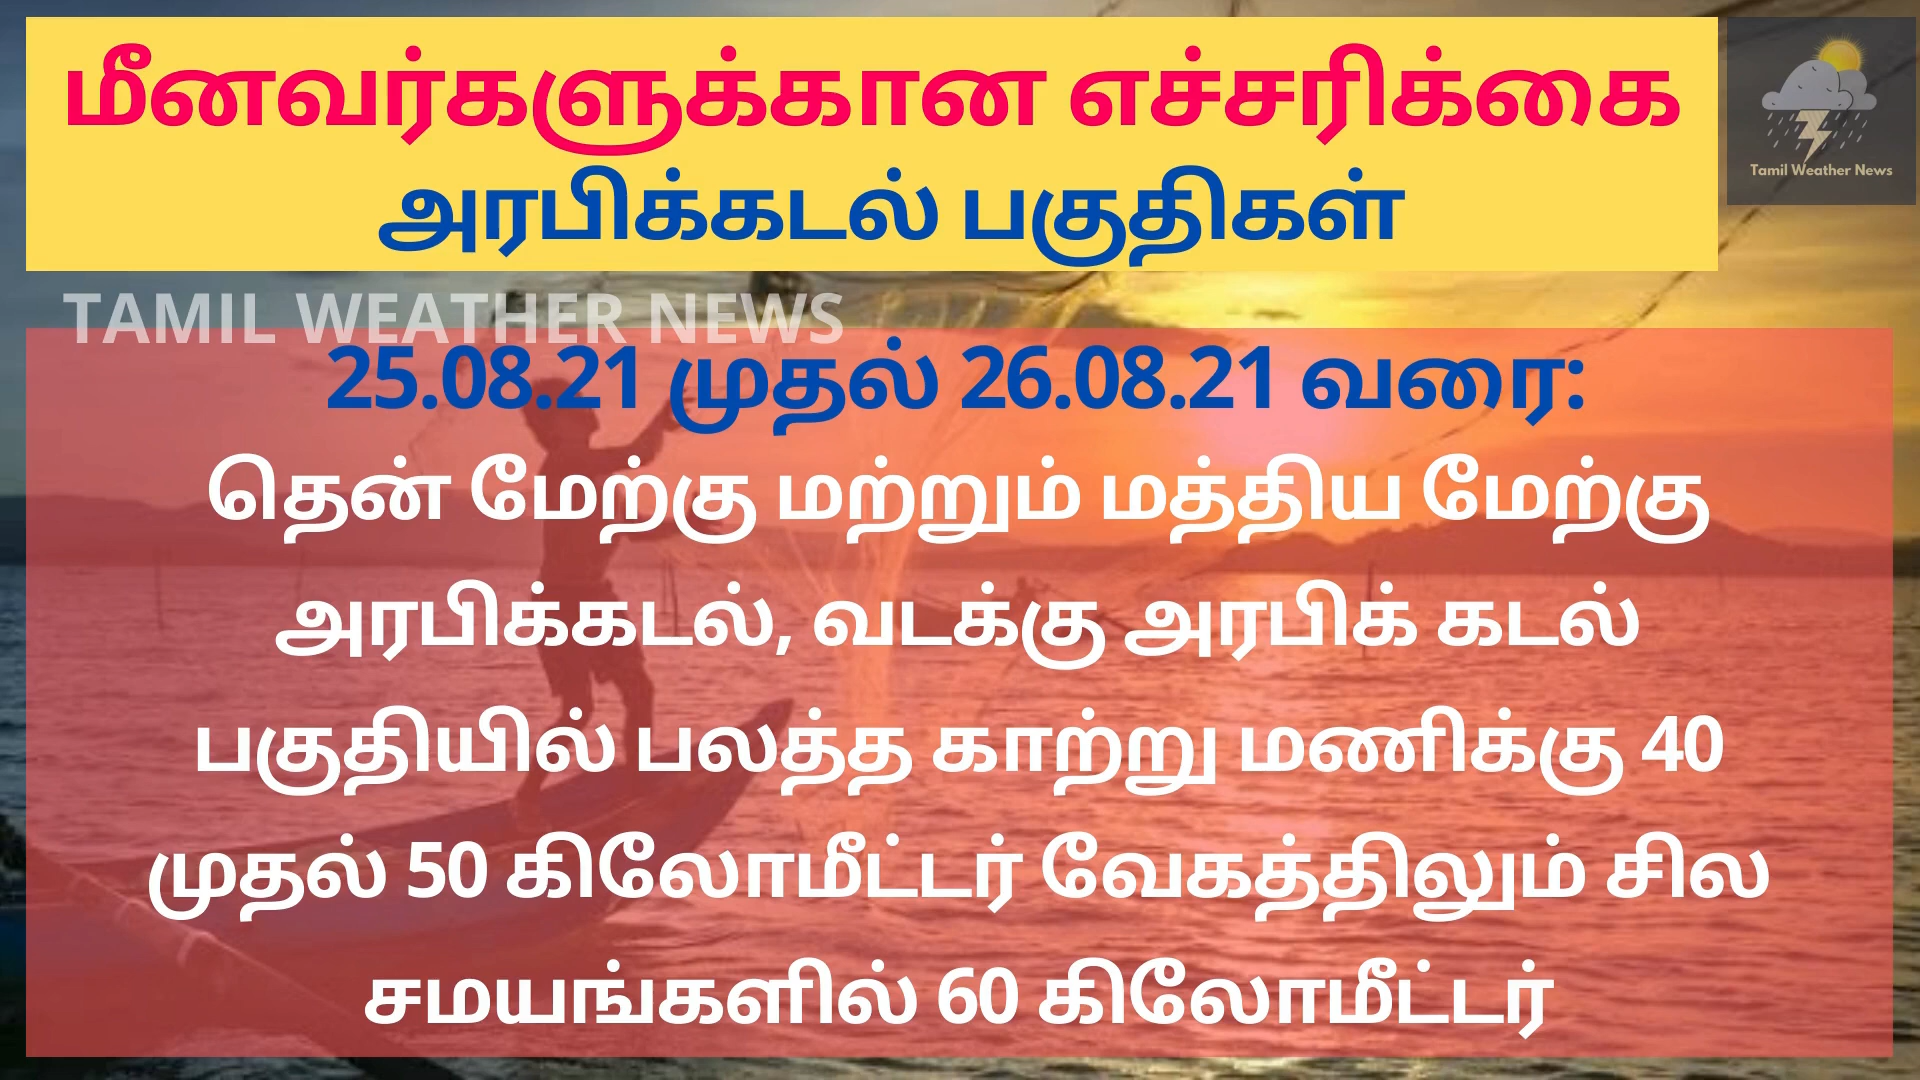 மீனவர்களுக்கான எச்சரிக்கை
அரபிக்கடல் பகுதிகள்
Tamil Weather News
TAMIL WEATHER NEWS
25.08.21 முதல் 26.08.21 வரை:
தென் மேற்கு மற்றும் மத்திய மேற்கு
அரபிக்கடல், வடக்கு அரபிக் கடல்
பகுதியில் பலத்த காற்று மணிக்கு 40
முதல் 50 கிலோமீட்டர் வேகத்திலும் சில
சமயங்களில் 60 கிலோமீட்டர்